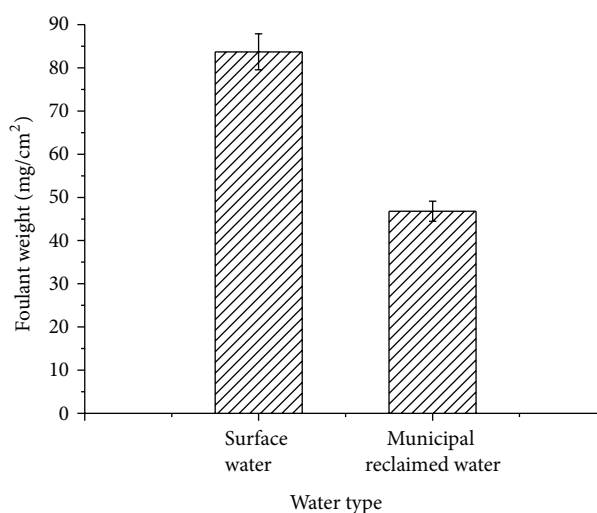 90
80
70
60
50
40
30
20
10
0
Foulant weight (mg/cm²)
Surface
water
Municipal
reclaimed water
Water type